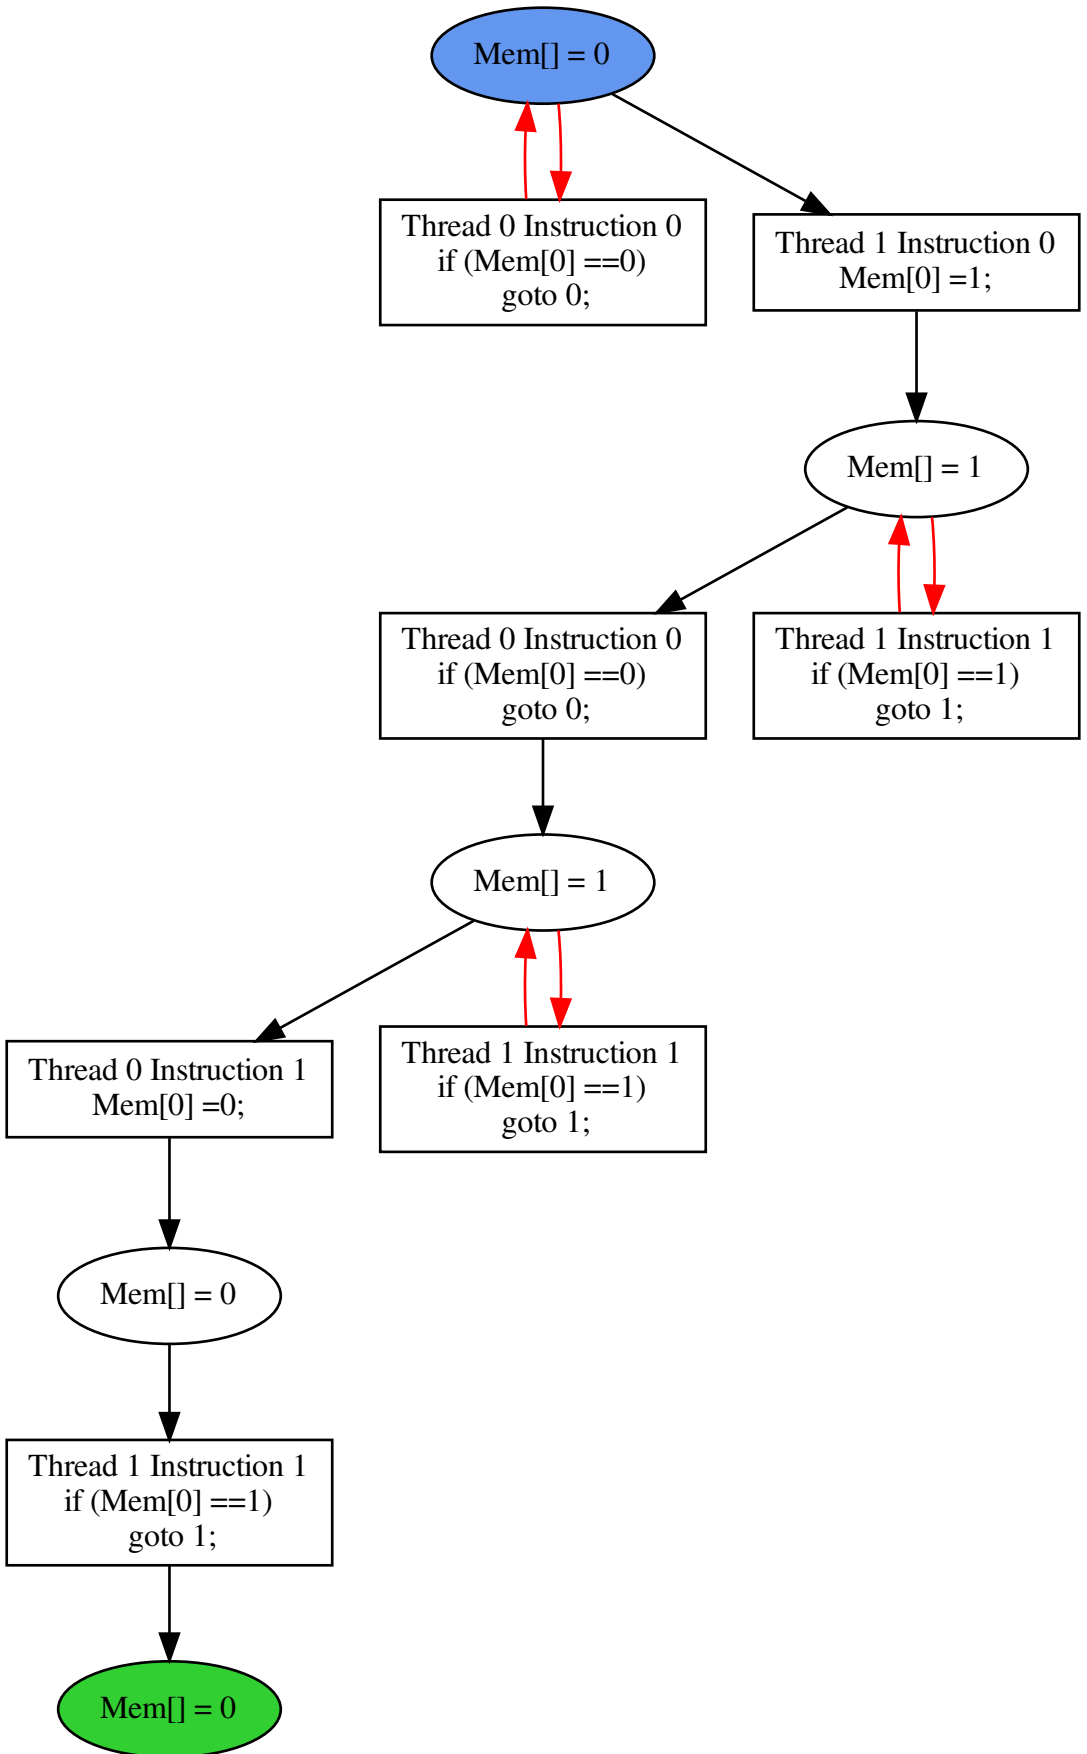 Mem[] = 0
Thread 0 Instruction 0
if (Mem[0] ==0)
goto 0;
Thread 1 Instruction 0
Mem[0] =1;
Mem[] = 1
Thread 0 Instruction 0
if (Mem[0] ==0)
goto 0;
Thread 1 Instruction 1
if (Mem[0] ==1)
goto 1;
Mem[] = 1
Thread 0 Instruction 1
Mem[0] =0;
Thread 1 Instruction 1
if (Mem[0] ==1)
goto 1;
Mem[] = 0
Thread 1 Instruction 1
if (Mem[0] ==1)
goto 1;
Mem[] = 0